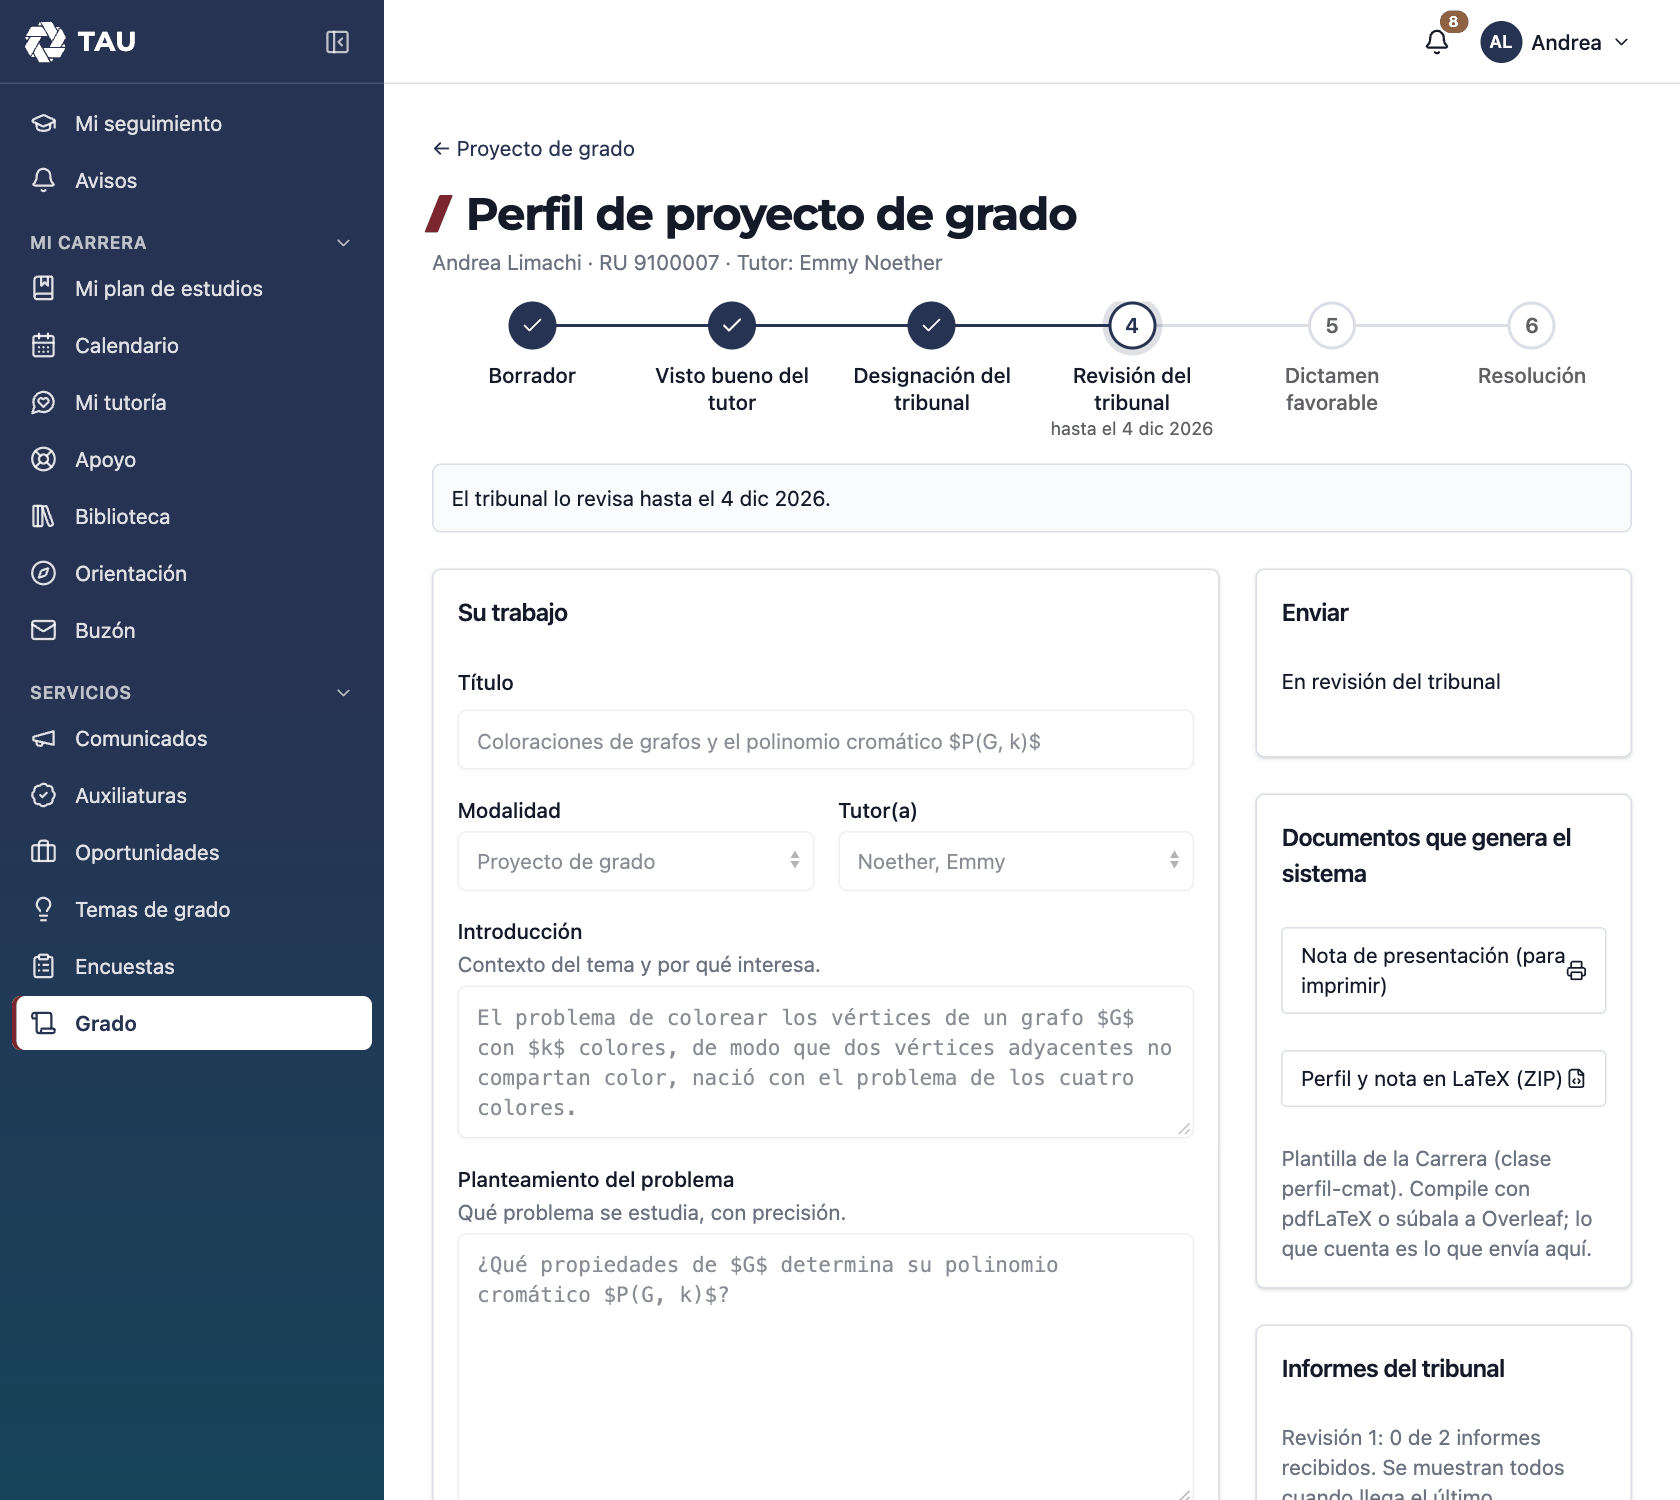 TAU
Mi seguimiento
Avisos
MI CARRERA
Mi plan de estudios
Calendario
Mi tutoría
Apoyo
Biblioteca
Orientación
Buzón
SERVICIOS
Comunicados
Auxiliaturas
Oportunidades
Temas de grado
Encuestas
Grado
8
AL Andrea
← Proyecto de grado
Perfil de proyecto de grado
Andrea Limachi · RU 9100007 · Tutor: Emmy Noether
Borrador
Visto bueno del
tutor
Designación del
tribunal
4
Revisión del
tribunal
hasta el 4 dic 2026
5
Dictamen
favorable
6
Resolución
El tribunal lo revisa hasta el 4 dic 2026.
Su trabajo
Título
Coloraciones de grafos y el polinomio cromático $P(G, k)$
Modalidad
Proyecto de grado
Tutor(a)
Noether, Emmy
Introducción
Contexto del tema y por qué interesa.
El problema de colorear los vértices de un grafo $G$
con $k$ colores, de modo que dos vértices adyacentes no
compartan color, nació con el problema de los cuatro
colores.
Planteamiento del problema
Qué problema se estudia, con precisión.
¿Qué propiedades de $G$ determina su polinomio
cromático $P(G, k)$?
Enviar
En revisión del tribunal
Documentos que genera el
sistema
Nota de presentación (para
imprimir)
Perfil y nota en LaTeX (ZIP)
Plantilla de la Carrera (clase
perfil-cmat). Compile con
pdfLaTeX o súbala a Overleaf; lo
que cuenta es lo que envía aquí.
Informes del tribunal
Revisión 1: 0 de 2 informes
recibidos. Se muestran todos
cuando llega el último.